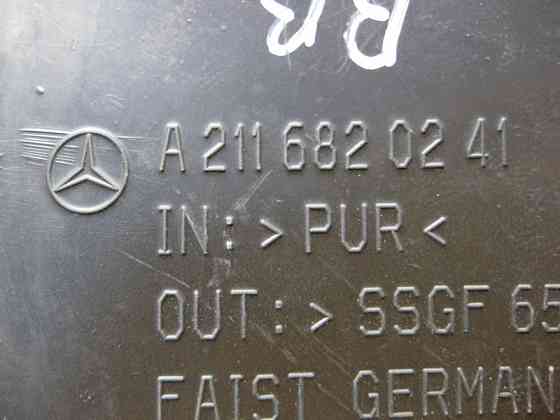 A 211 682 02 41
IN: > PUR <
OUT: > SSGF 65
FAIST GERMAN